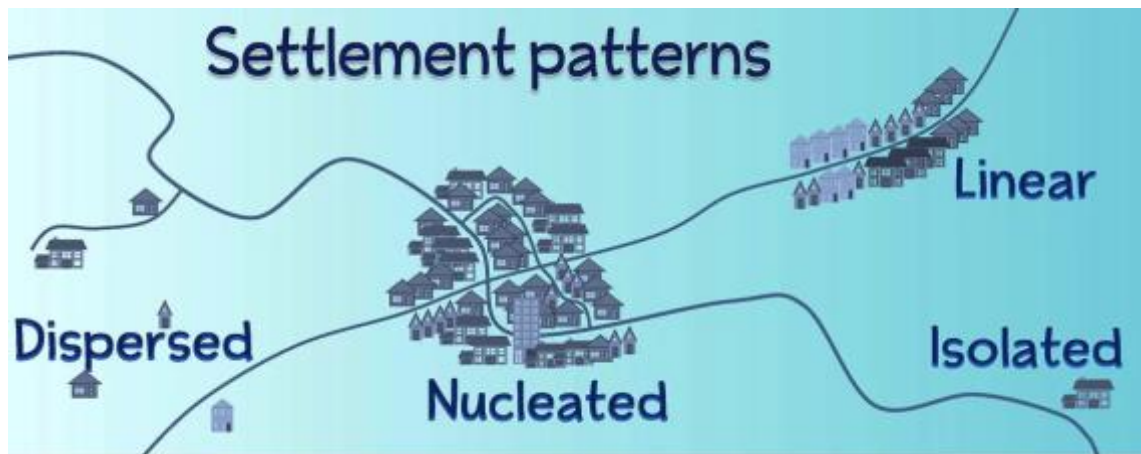 Settlement patterns
Linear
Dispersed
Isolated
Nucleated